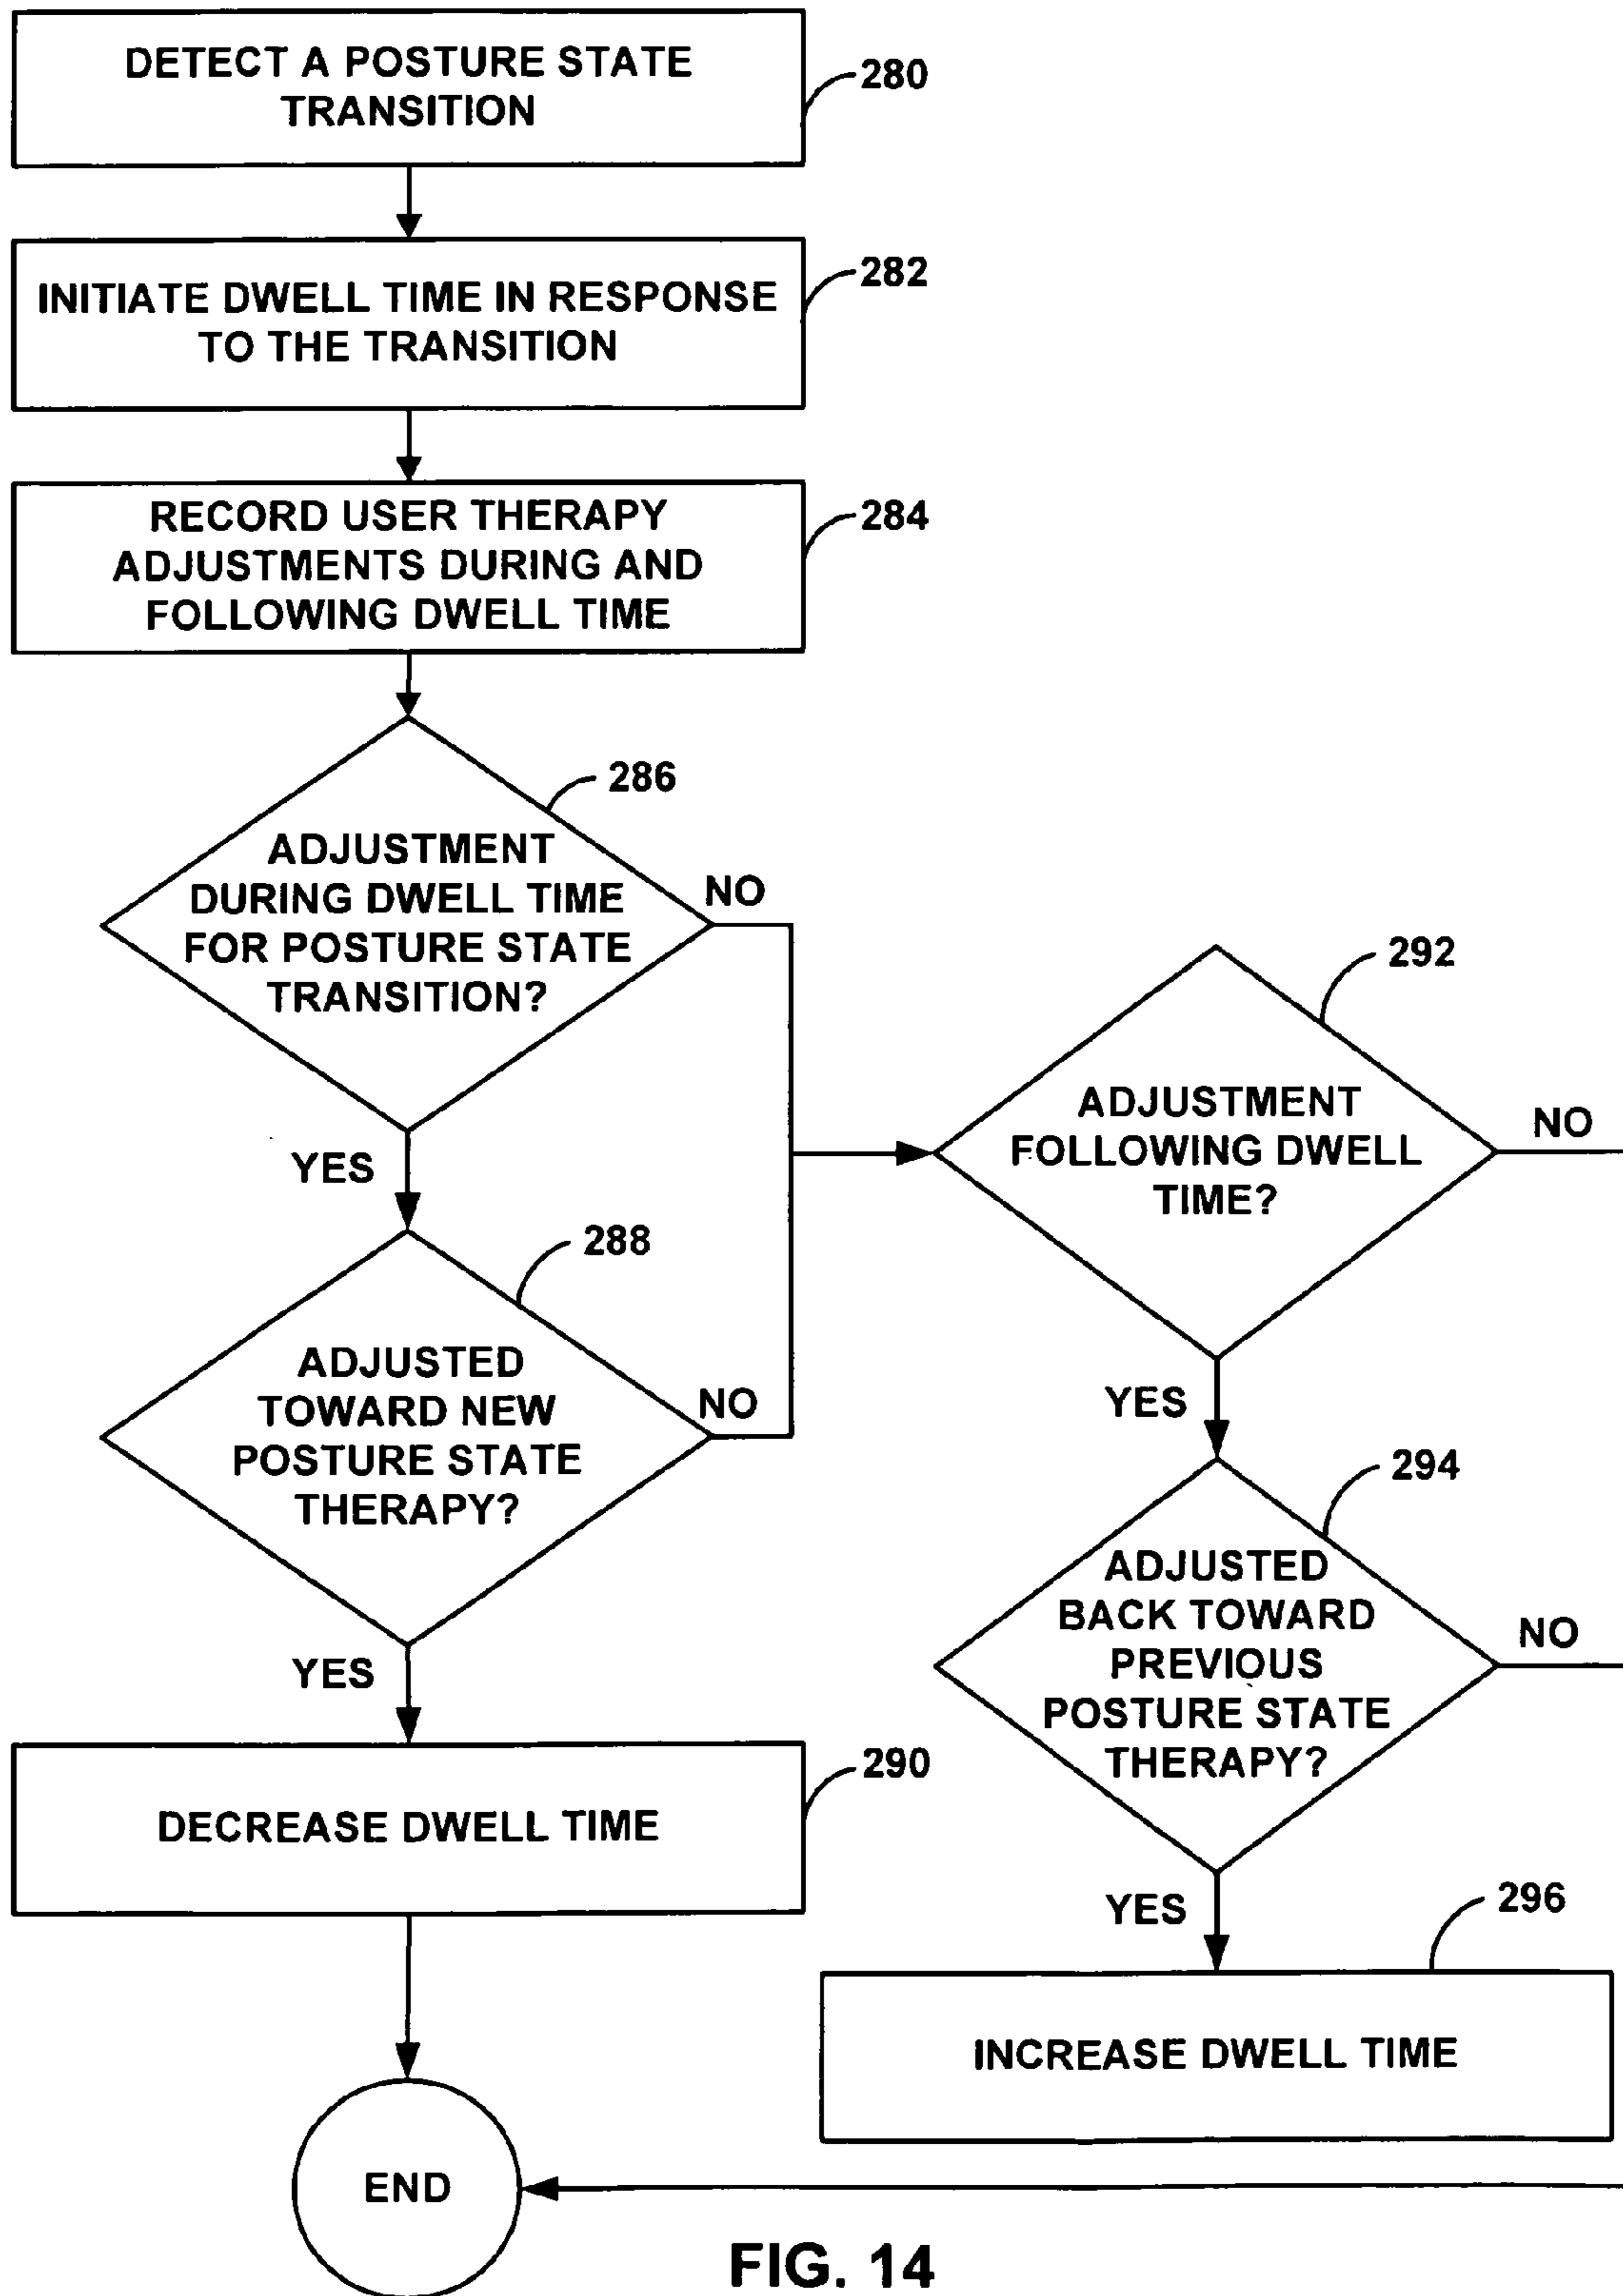 DETECT A POSTURE STATE
TRANSITION
280
INITIATE DWELL TIME IN RESPONSE
TO THE TRANSITION
282
RECORD USER THERAPY
ADJUSTMENTS DURING AND
FOLLOWING DWELL TIME
284
286
ADJUSTMENT
DURING DWELL TIME
FOR POSTURE STATE
TRANSITION?
NO
YES
288
ADJUSTED
TOWARD NEW
POSTURE STATE
THERAPY?
NO
YES
290
DECREASE DWELL TIME
292
ADJUSTMENT
FOLLOWING DWELL
TIME?
NO
YES
294
ADJUSTED
BACK TOWARD
PREVIOUS
POSTURE STATE
THERAPY?
NO
YES
296
INCREASE DWELL TIME
END
FIG. 14